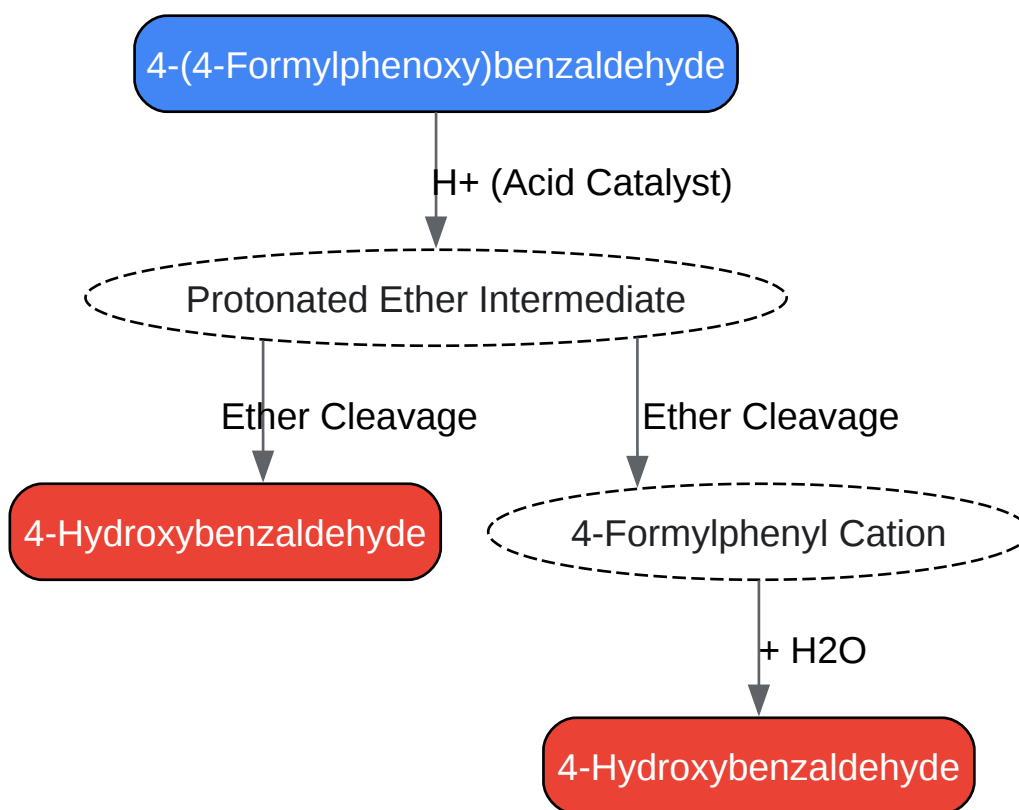 4-(4-Formylphenoxy)benzaldehyde
H+ (Acid Catalyst)
Protonated Ether Intermediate
Ether Cleavage
Ether Cleavage
4-Hydroxybenzaldehyde
4-Formylphenyl Cation
+ H2O
4-Hydroxybenzaldehyde